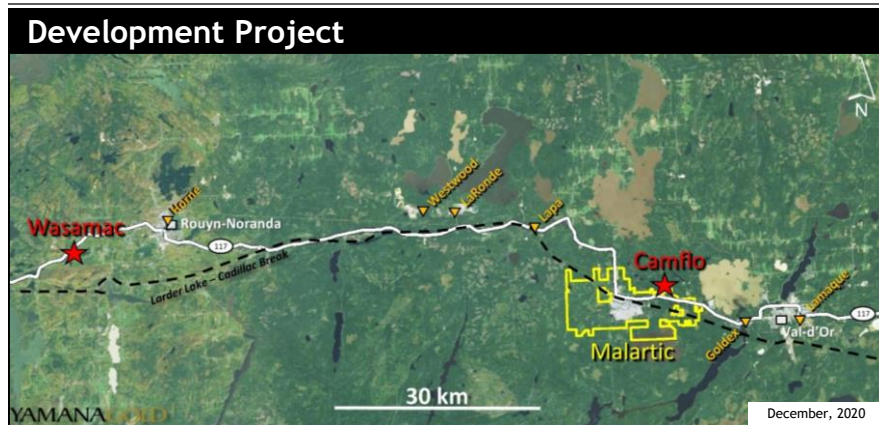 Development Project
N
Westwood
LaRonde
Horne
Lapa
Wasamac
Rouyn-Noranda
117
Larder Lake – Cadillac Break
Camflo
Lamaque
117
Goldex
Val-d'Or
Malartic
30 km
YAMANA GOLD
December, 2020